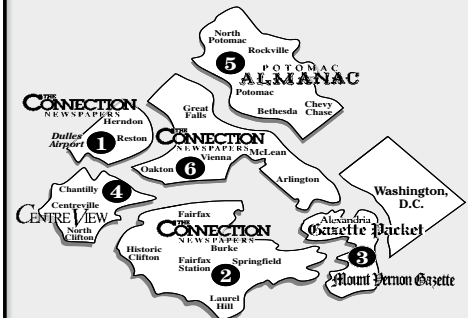 North
Potomac
Rockville
5
POTOMAC
ALMANAC
Potomac
Bethesda
Chevy
Chase
THE
CONNECTION
NEWSPAPERS
Herndon
Dulles
Airport
1
Reston
Great
Falls
THE
CONNECTION
NEWSPAPERS
Vienna
McLean
Oakton
6
Arlington
Chantilly
4
Centreville
CENTRE VIEW
North
Clifton
Washington,
D.C.
Fairfax
THE
CONNECTION
NEWSPAPERS
Burke
Historic
Clifton
Fairfax
Station
2
Springfield
Laurel
Hill
Alexandria
Gazette Packet
3
Mount Vernon Gazette